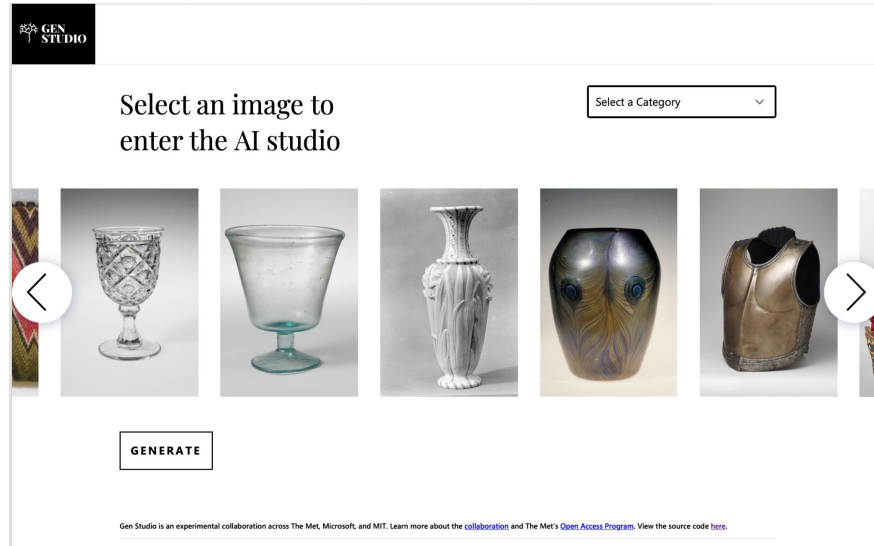 GEN
STUDIO
Select an image to
enter the AI studio
Select a Category
GENERATE
Gen Studio is an experimental collaboration across The Met, Microsoft, and MIT. Learn more about the collaboration and The Met's Open Access Program. View the source code here.